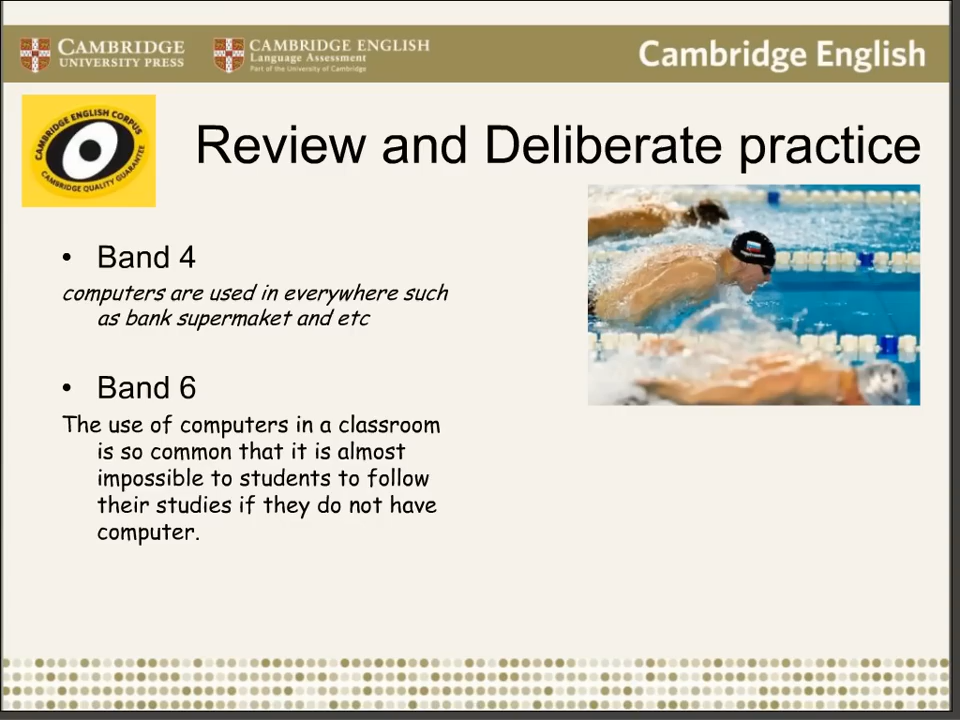 CAMBRIDGE
UNIVERSITY PRESS
CAMBRIDGE ENGLISH
Language Assessment
Part of the University of Cambridge
Cambridge English
CAMBRIDGE ENGLISH CORPUS
CAMBRIDGE QUALITY GUARANTEE
Review and Deliberate practice
• Band 4
computers are used in everywhere such
as bank supermaket and etc
• Band 6
The use of computers in a classroom
is so common that it is almost
impossible to students to follow
their studies if they do not have
computer.